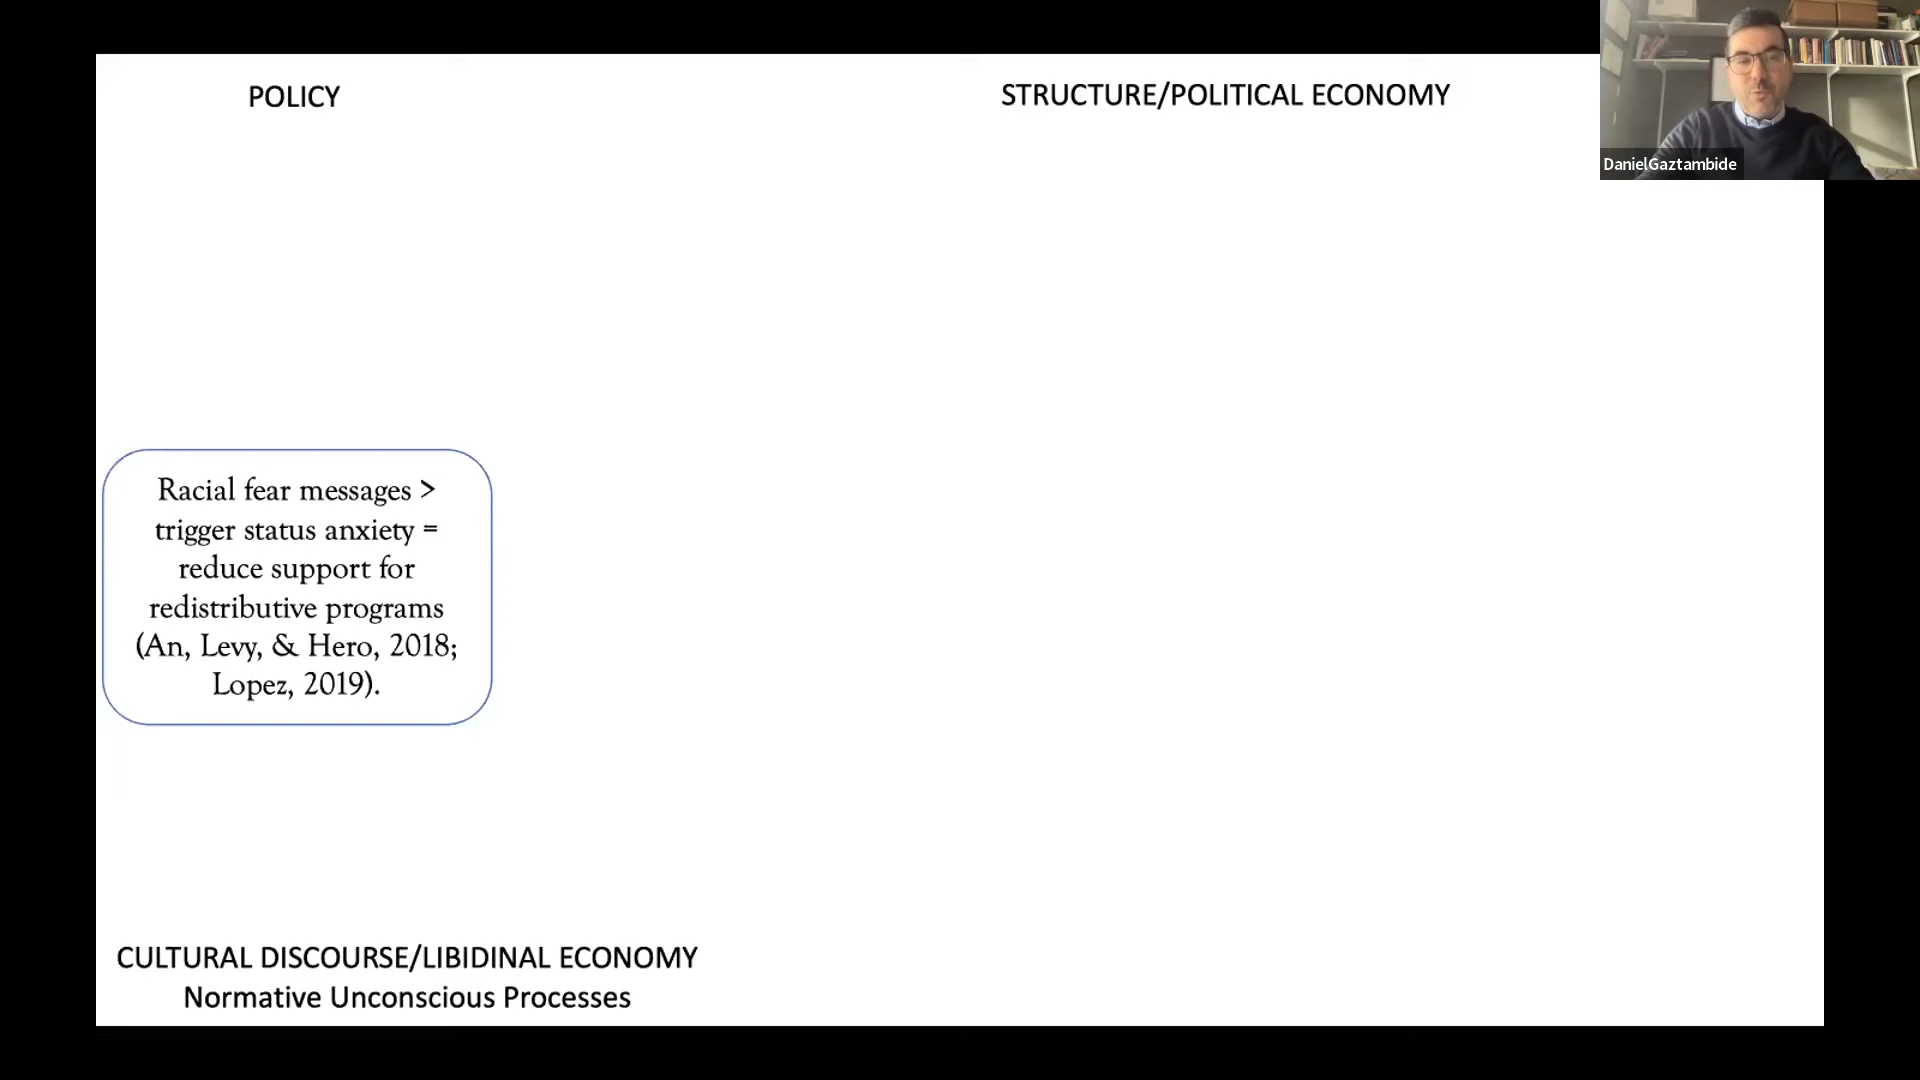 POLICY
STRUCTURE/POLITICAL ECONOMY
DanielGaztambide
Racial fear messages >
trigger status anxiety =
reduce support for
redistributive programs
(An, Levy, & Hero, 2018;
Lopez, 2019).
CULTURAL DISCOURSE/LIBIDINAL ECONOMY
Normative Unconscious Processes